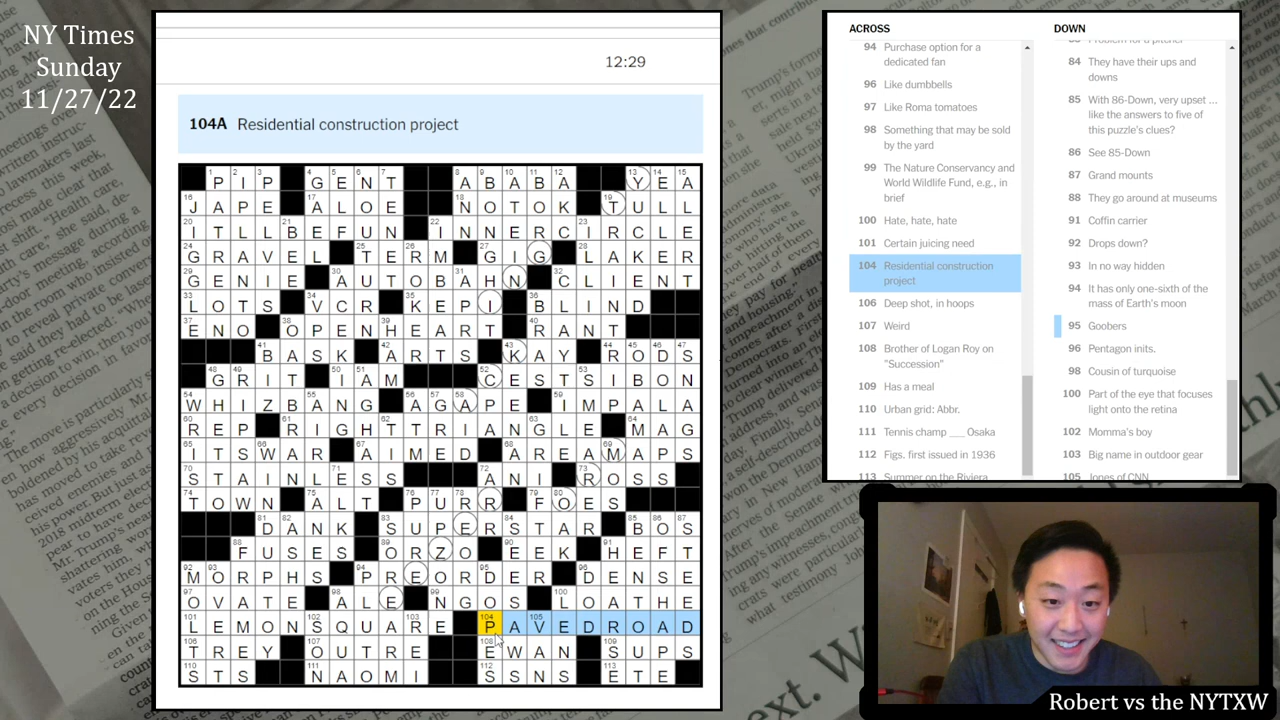 NY Times
Sunday
11/27/22
12:29
104A Residential construction project
PIP GENT ABABA YEA
JAPE ALOE NOTOK TULL
ITLLBEFUN INNERCIRCLE
GRAVEL TERM GIG LAKER
GENIE AUTOBAHN CLIENT
IOTS VCR KEPI BLIND
ENO OPENHEART RANT
BASK ARTS KAY RODS
GRIT IAM CESTSIBON
WHIZBANG AGAPE IMPALA
REP RIGHTTRIANGLE MAG
ITSWAR AIMED AREAMAPS
STAINLESS ANI ROSS
TOWN ALT PURR FOES
DANK SUPERSTAR BOS
FUSES ORZO EEK HEFT
MORPHS PREORDER DENSE
OVATE ALE NGOS LOATHE
LEMONSQUARE PAVEDROAD
TREY OUTRE EWAN SUPS
STS NAOMI SSNS ETE
ACROSS
94 Purchase option for a
dedicated fan
96 Like dumbbells
97 Like Roma tomatoes
98 Something that may be sold
by the yard
99 The Nature Conservancy and
World Wildlife Fund, e.g., in
brief
100 Hate, hate, hate
101 Certain juicing need
104 Residential construction
project
106 Deep shot, in hoops
107 Weird
108 Brother of Logan Roy on
"Succession"
109 Has a meal
110 Urban grid: Abbr.
111 Tennis champ ___ Osaka
112 Figs. first issued in 1936
113 Summer on the Riviera
DOWN
84 They have their ups and
downs
85 With 86-Down, very upset ...
like the answers to five of
this puzzle's clues?
86 See 85-Down
87 Grand mounts
88 They go around at museums
91 Coffin carrier
92 Drops down?
93 In no way hidden
94 It has only one-sixth of the
mass of Earth's moon
95 Goobers
96 Pentagon inits.
98 Cousin of turquoise
100 Part of the eye that focuses
light onto the retina
102 Momma's boy
103 Big name in outdoor gear
105 Jones of CNN
Robert vs the NYTXW